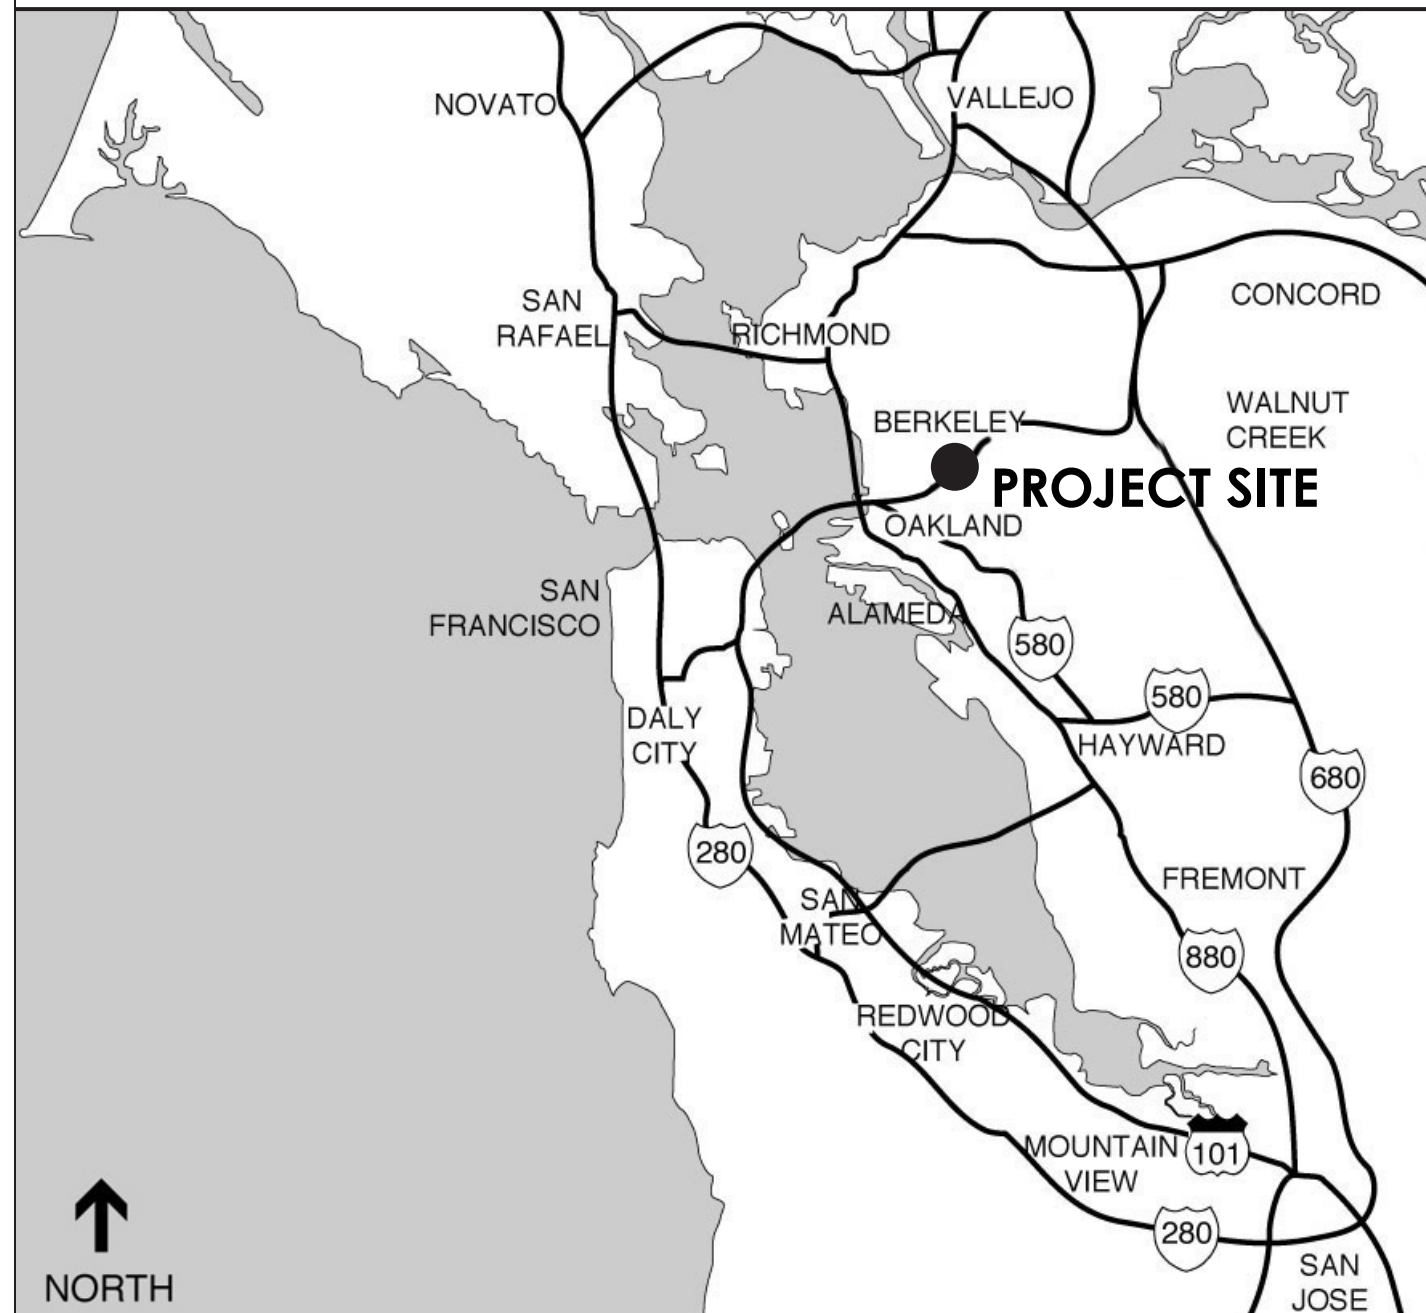 NOVATO
VALLEJO
SAN
RAFAEL
RICHMOND
CONCORD
BERKELEY
WALNUT
CREEK
PROJECT SITE
OAKLAND
SAN
FRANCISCO
ALAMEDA
580
580
DALY
CITY
HAYWARD
680
280
FREMONT
SAN
MATEO
880
REDWOOD
CITY
MOUNTAIN
VIEW
101
280
NORTH
SAN
JOSE